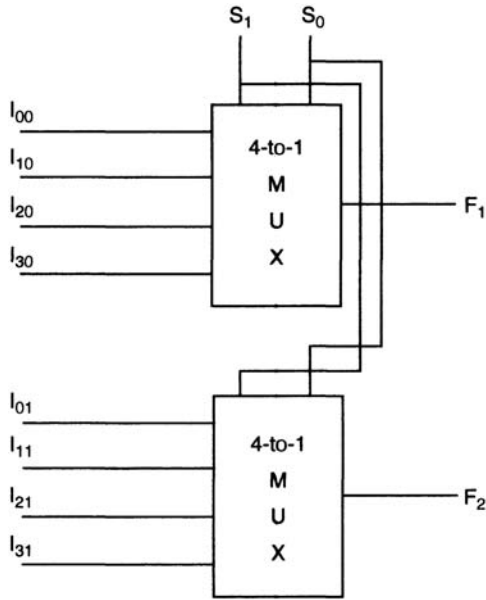 S₁ S₀
I₀₀
I₁₀
I₂₀
I₃₀
4-to-1
M
U
X
F₁
I₀₁
I₁₁
I₂₁
I₃₁
4-to-1
M
U
X
F₂